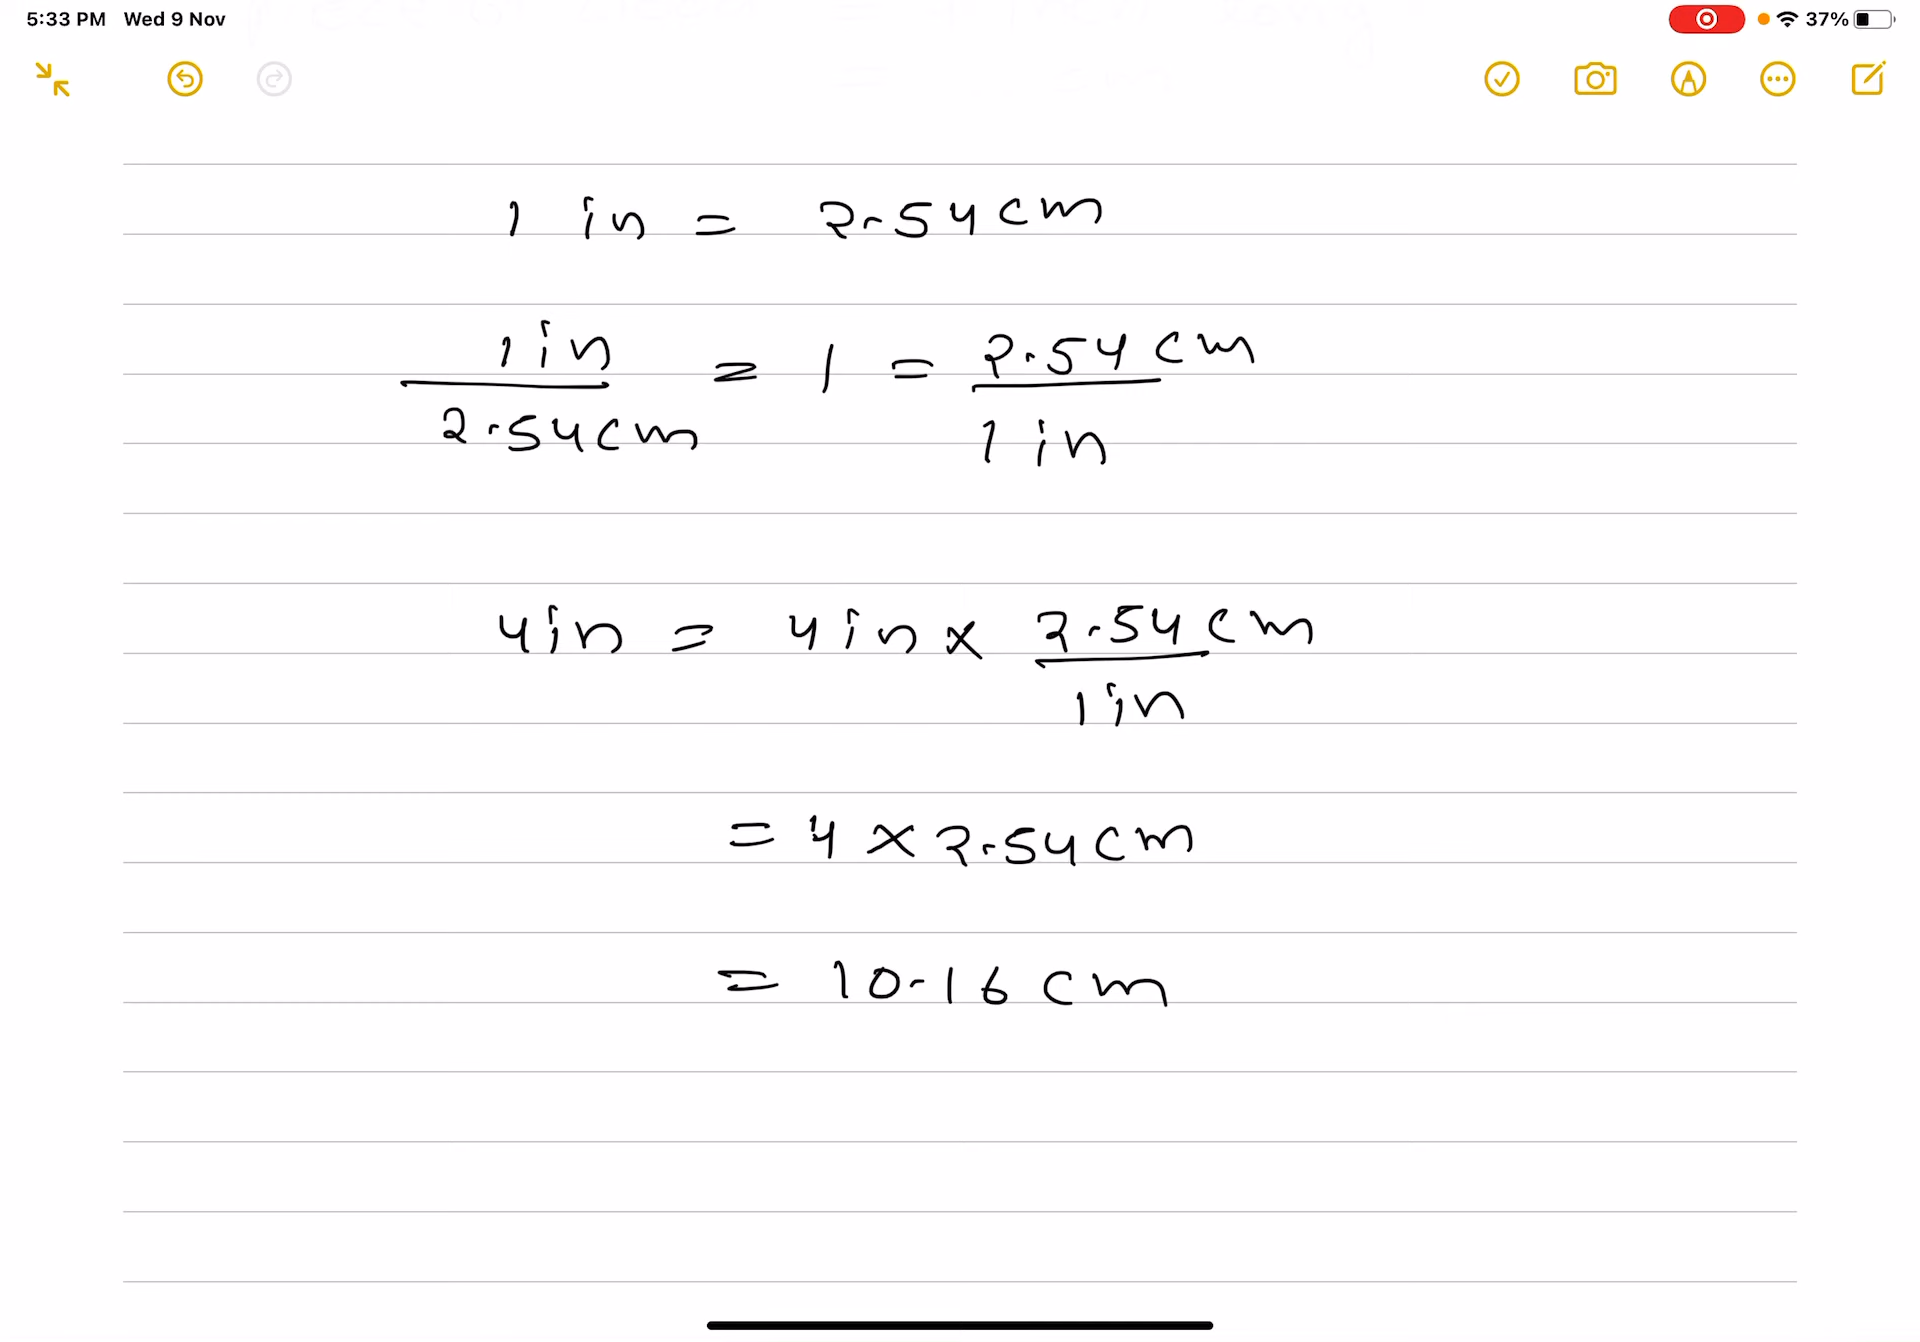 5:33 PM Wed 9 Nov 37%
1 in = 2.54 cm
1 in / 2.54 cm = 1 = 2.54 cm / 1 in
4 in = 4 in × 2.54 cm / 1 in
= 4 × 2.54 cm
= 10.16 cm